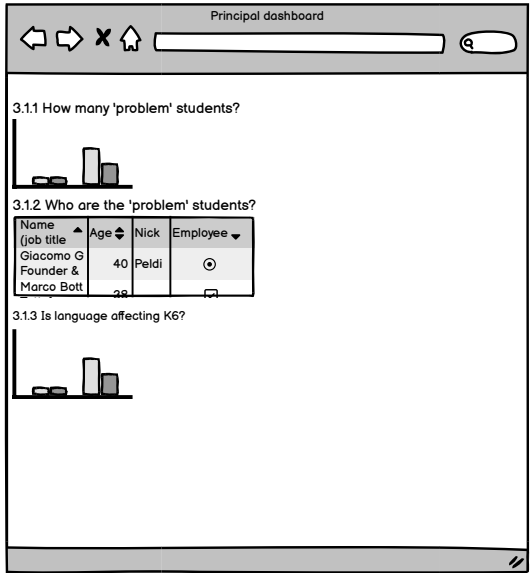 Principal dashboard
3.1.1 How many 'problem' students?
3.1.2 Who are the 'problem' students?
Name
(job title
Age
Nick
Employee
Giacomo G
Founder &
40
Peldi
Marco Bott
38
3.1.3 Is language affecting K6?